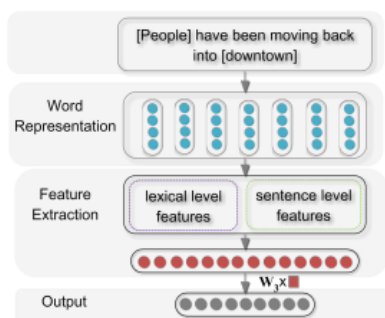 [People] have been moving back
into [downtown]
Word
Representation
Feature
Extraction
lexical level
features
sentence level
features
W₃x
Output